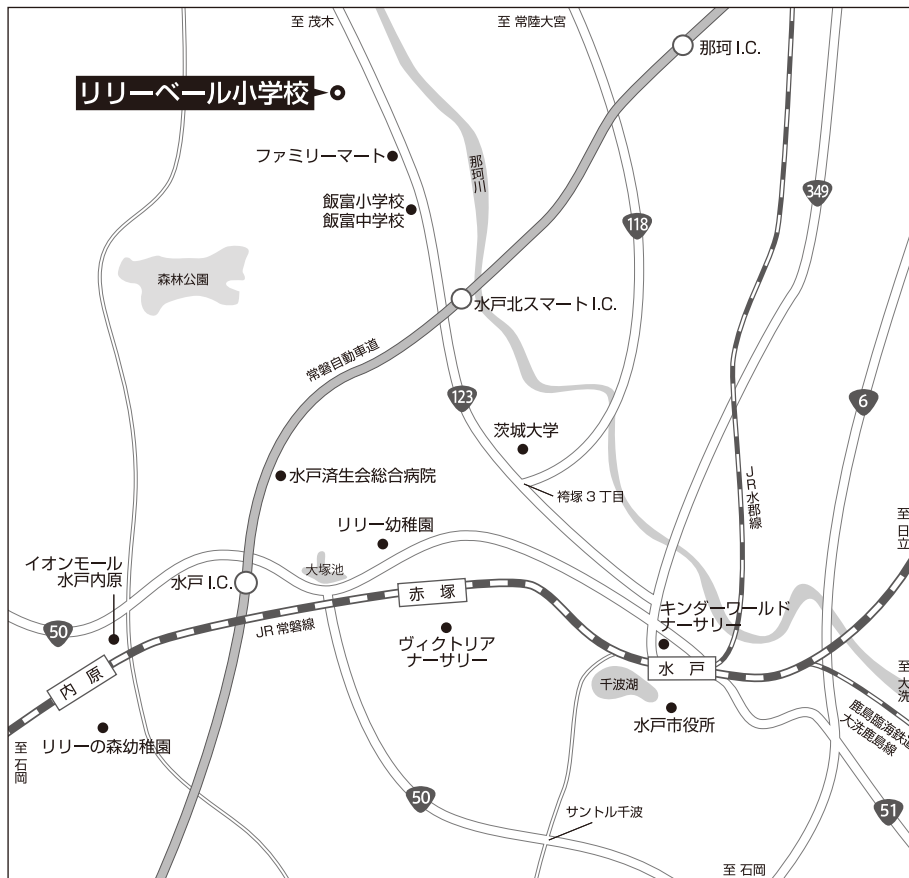 至 茂木
至 常陸大宮
那珂 I.C.
リリーベール小学校
ファミリーマート
那珂川
飯富小学校
飯富中学校
349
118
森林公園
水戸北スマート I.C.
常磐自動車道
123
6
茨城大学
水戸済生会総合病院
袴塚 3 丁目
JR水郡線
至 日立
リリー幼稚園
イオンモール
水戸内原
大塚池
水戸 I.C.
赤 塚
50
JR 常磐線
キンダーワールド
ナーサリー
ヴィクトリア
ナーサリー
水 戸
内 原
千波湖
至 大洗
水戸市役所
鹿島臨海鉄道
大洗鹿島線
リリーの森幼稚園
至 石岡
50
サントル千波
51
至 石岡